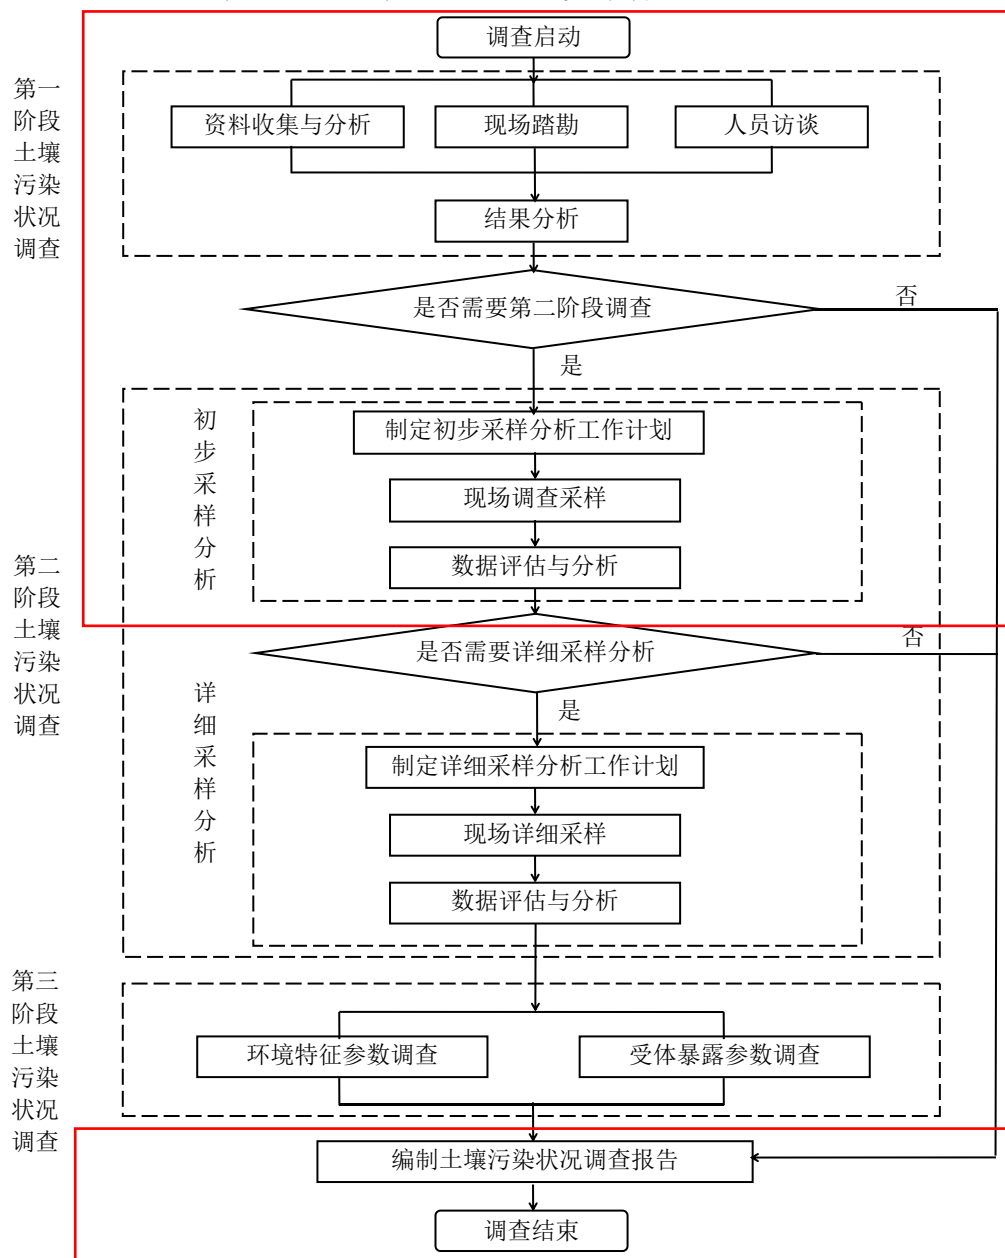 调查启动
第一
阶段
土壤
污染
状况
调查
资料收集与分析
现场踏勘
人员访谈
结果分析
是否需要第二阶段调查
否
是
第二
阶段
土壤
污染
状况
调查
初
步
采
样
分
析
制定初步采样分析工作计划
现场调查采样
数据评估与分析
是否需要详细采样分析
否
是
详
细
采
样
分
析
制定详细采样分析工作计划
现场详细采样
数据评估与分析
第三
阶段
土壤
污染
状况
调查
环境特征参数调查
受体暴露参数调查
编制土壤污染状况调查报告
调查结束